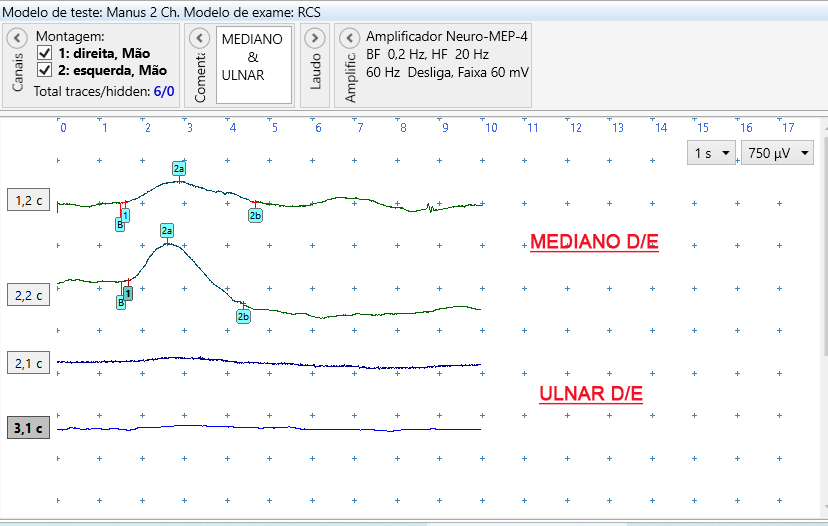 Modelo de teste: Manus 2 Ch. Modelo de exame: RCS
Canais
Montagem:
1: direita, Mão
2: esquerda, Mão
Total traces/hidden: 6/0
Comenta
MEDIANO
&
ULNAR
Laudo
Amplific
Amplificador Neuro-MEP-4
BF 0,2 Hz, HF 20 Hz
60 Hz Desliga, Faixa 60 mV
0 1 2 3 4 5 6 7 8 9 10 11 12 13 14 15 16 17
1 s 750 µV
2a
1,2 c
B 1 2b
2a
MEDIANO D/E
2,2 c
B 1 2b
2,1 c
ULNAR D/E
3,1 c